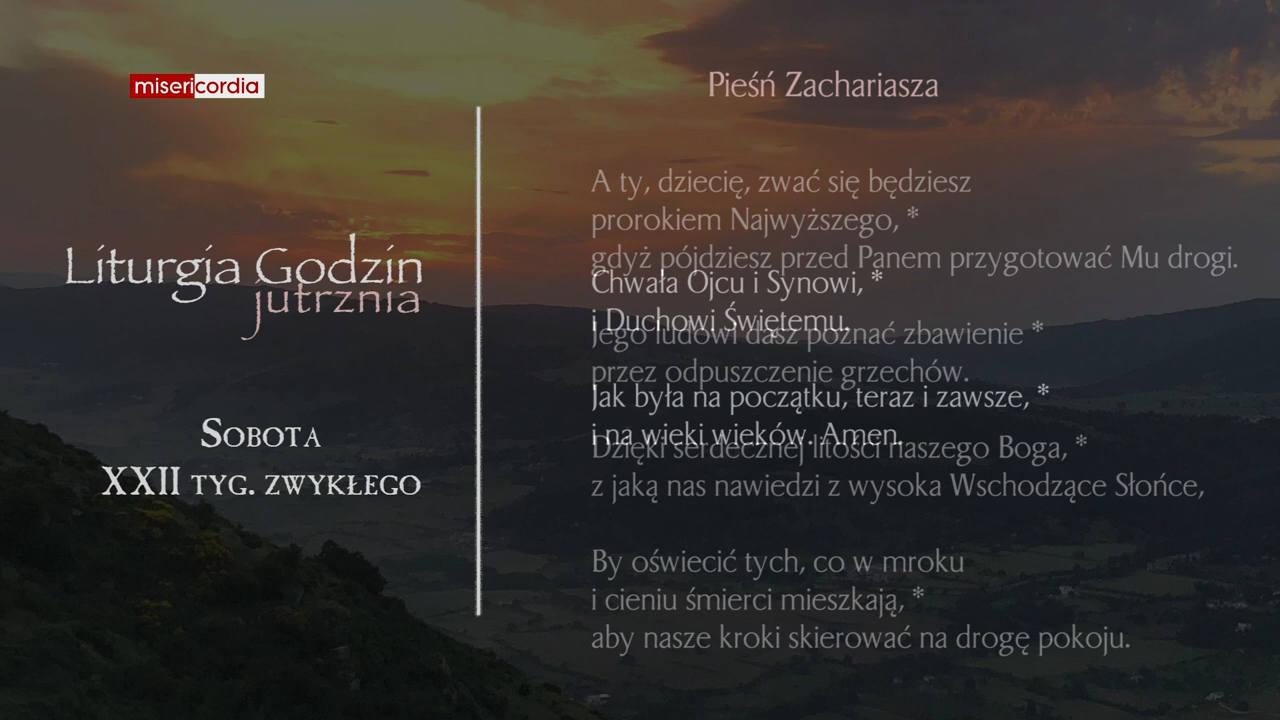 misericordia
Liturgia Godzin
jutrznia
Sobota
XXII tyg. zwykłego
Pieśń Zachariasza
A ty, dziecię, zwać się będziesz
prorokiem Najwyższego, *
gdyż pójdziesz przed Panem przygotować Mu drogi.
Chwała Ojcu i Synowi, *
i Duchowi Świętemu.
Jego ludowi dasz poznać zbawienie *
przez odpuszczenie grzechów.
Jak była na początku, teraz i zawsze, *
i na wieki wieków. Amen.
Dzięki serdecznej litości naszego Boga, *
z jaką nas nawiedzi z wysoka Wschodzące Słońce,
By oświecić tych, co w mroku
i cieniu śmierci mieszkają, *
aby nasze kroki skierować na drogę pokoju.